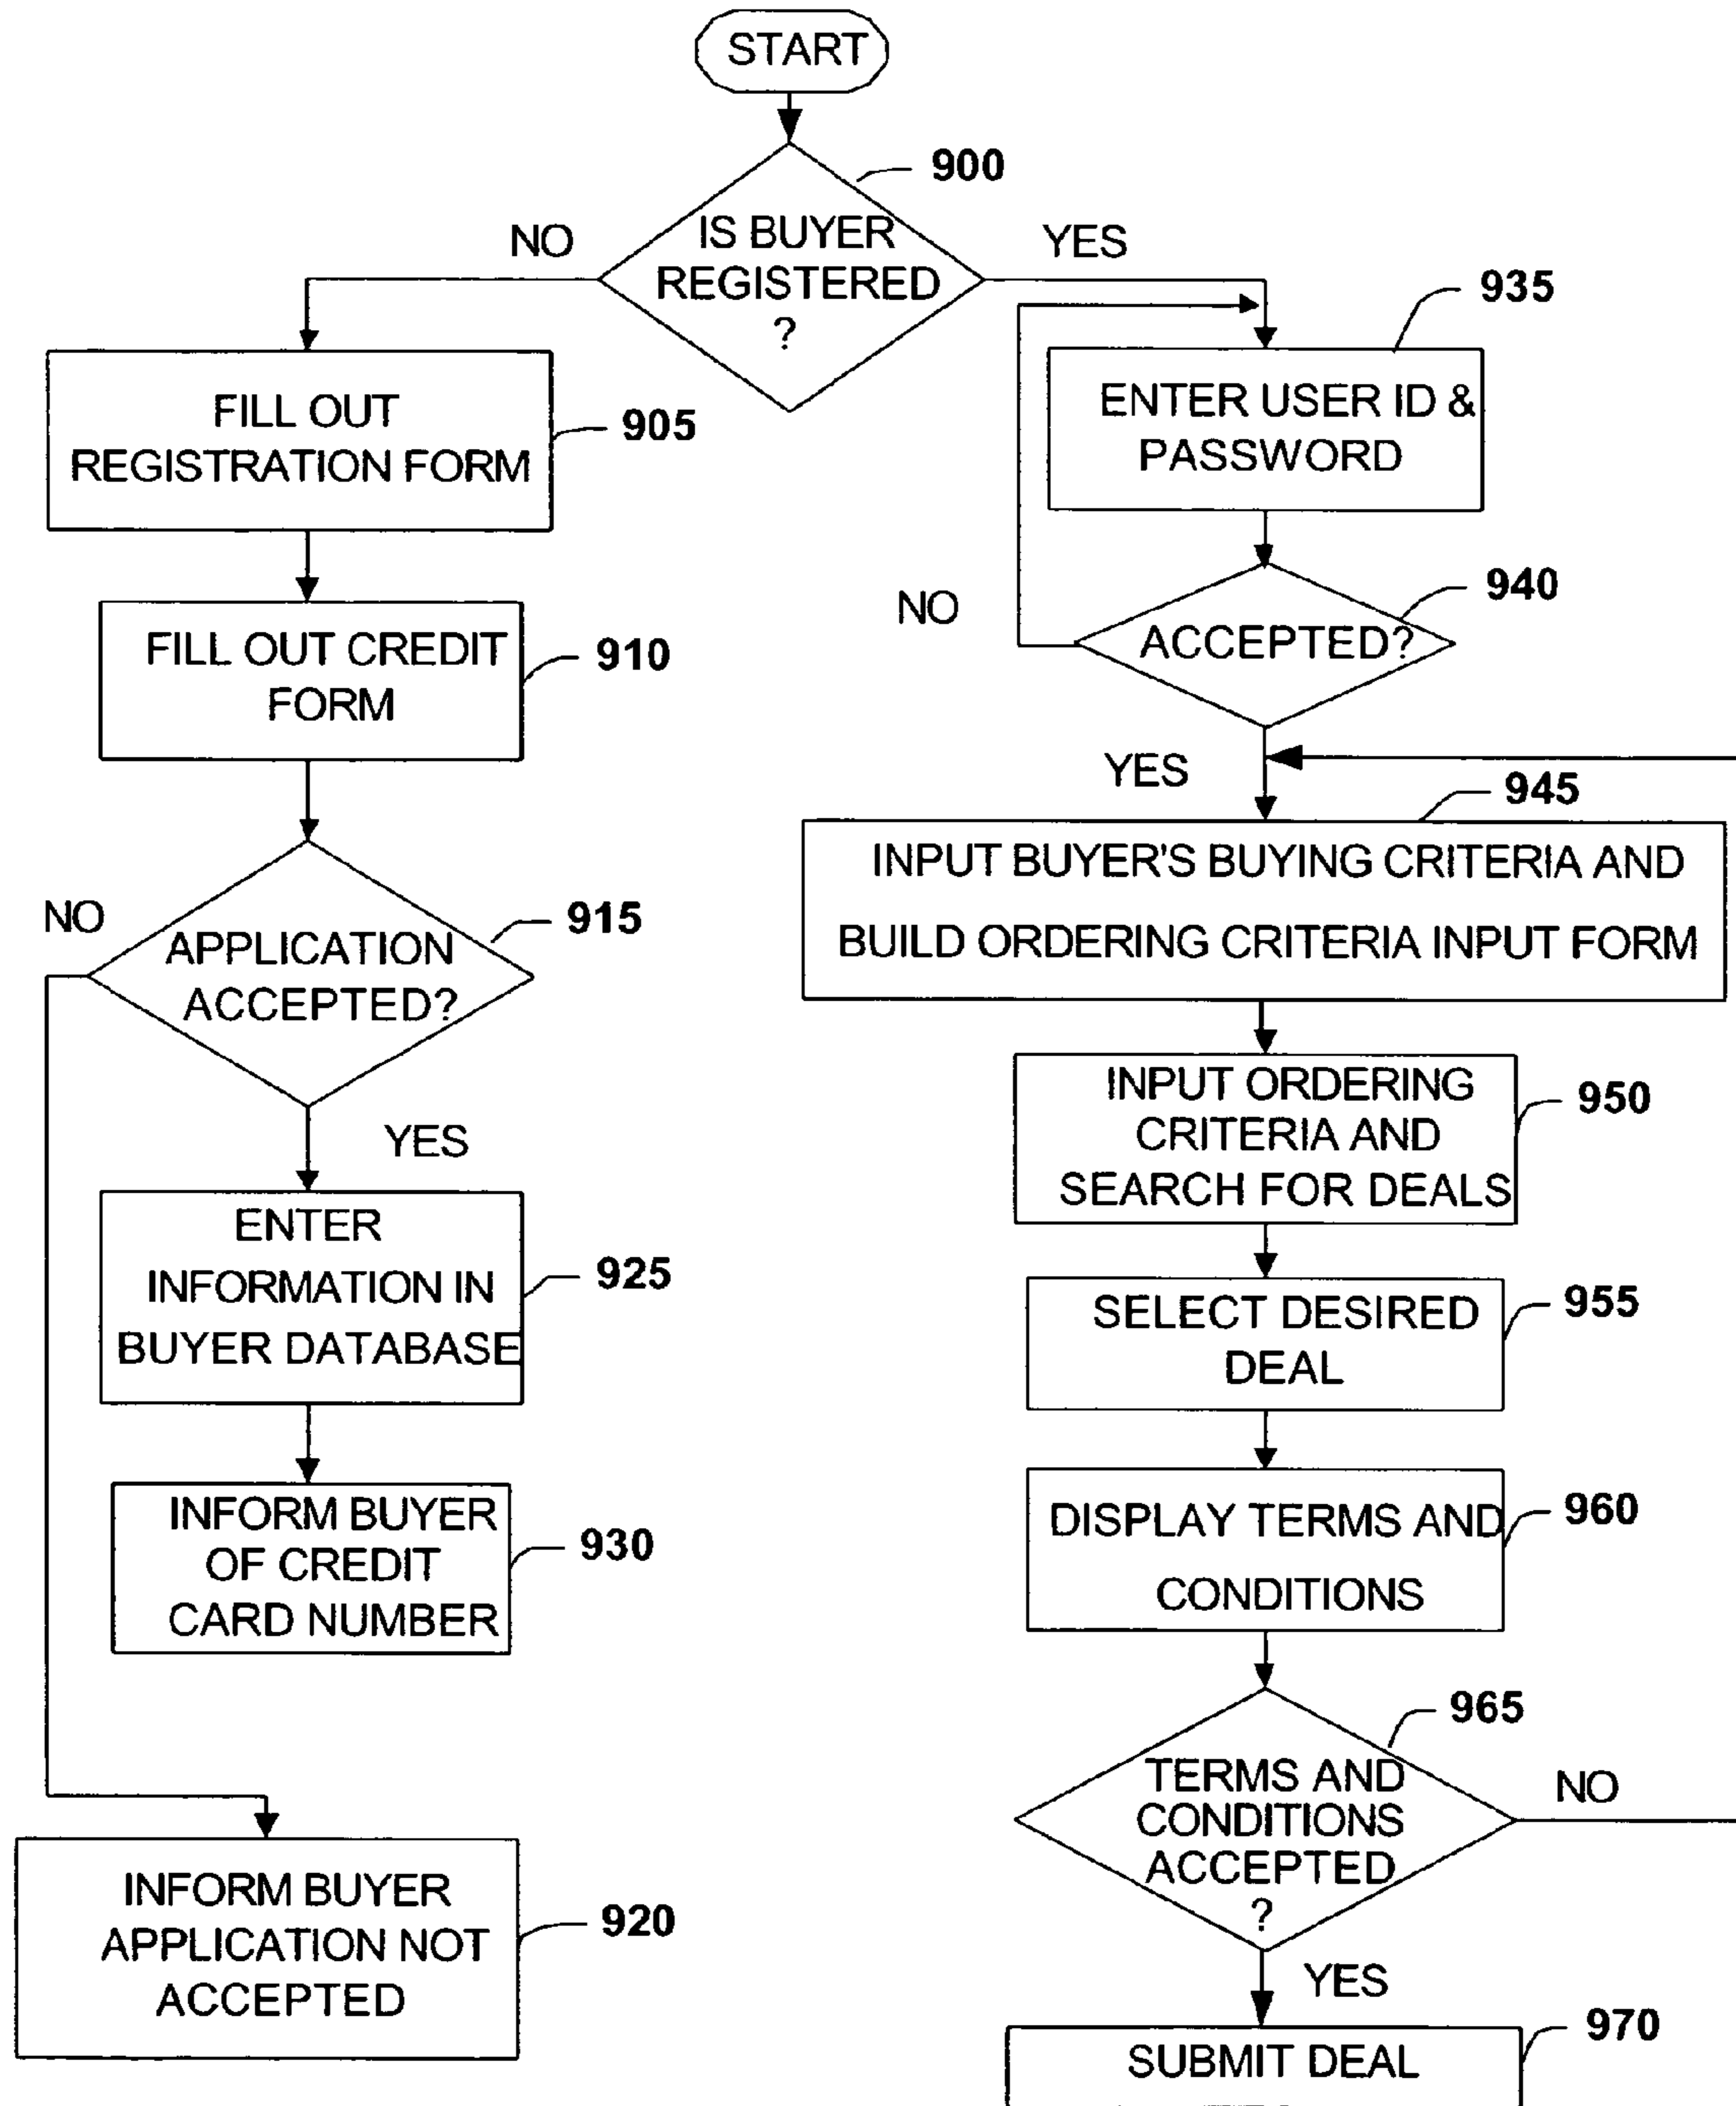 START
900
IS BUYER
REGISTERED
?
NO
YES
FILL OUT
REGISTRATION FORM
905
FILL OUT CREDIT
FORM
910
APPLICATION
ACCEPTED?
915
NO
YES
ENTER
INFORMATION IN
BUYER DATABASE
925
INFORM BUYER
OF CREDIT
CARD NUMBER
930
INFORM BUYER
APPLICATION NOT
ACCEPTED
920
935
ENTER USER ID &
PASSWORD
940
ACCEPTED?
NO
YES
945
INPUT BUYER'S BUYING CRITERIA AND
BUILD ORDERING CRITERIA INPUT FORM
INPUT ORDERING
CRITERIA AND
SEARCH FOR DEALS
950
SELECT DESIRED
DEAL
955
DISPLAY TERMS AND
CONDITIONS
960
965
TERMS AND
CONDITIONS
ACCEPTED
?
NO
YES
970
SUBMIT DEAL